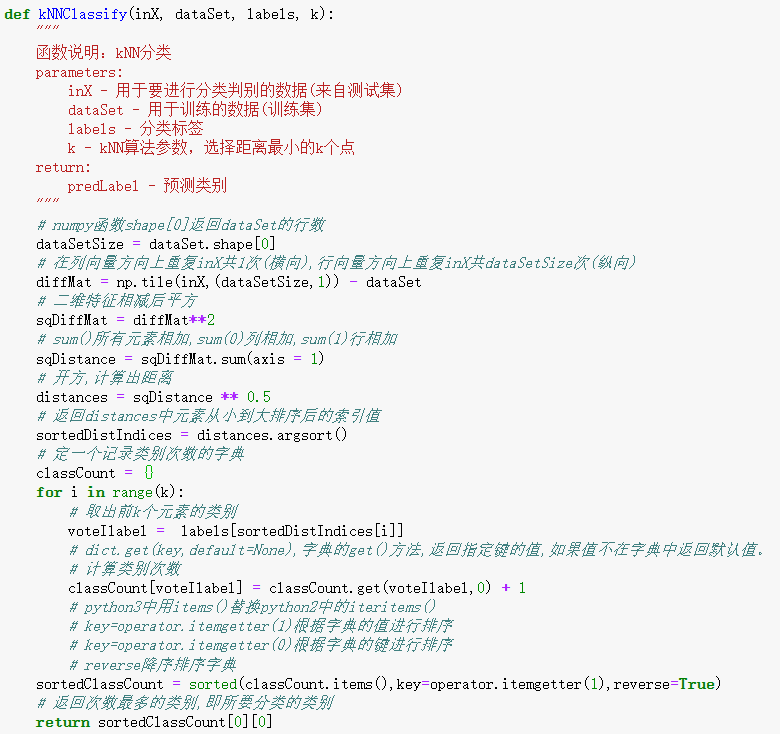 def kNNClassify(inX, dataSet, labels, k):
    """
    函数说明：kNN分类
    parameters:
        inX - 用于要进行分类判别的数据(来自测试集)
        dataSet - 用于训练的数据(训练集)
        labels - 分类标签
        k - kNN算法参数，选择距离最小的k个点
    return:
        predLabel - 预测类别
    """
    # numpy函数shape[0]返回dataSet的行数
    dataSetSize = dataSet.shape[0]
    # 在列向量方向上重复inX共1次(横向),行向量方向上重复inX共dataSetSize次(纵向)
    diffMat = np.tile(inX,(dataSetSize,1)) - dataSet
    # 二维特征相减后平方
    sqDiffMat = diffMat**2
    # sum()所有元素相加,sum(0)列相加,sum(1)行相加
    sqDistance = sqDiffMat.sum(axis = 1)
    # 开方,计算出距离
    distances = sqDistance ** 0.5
    # 返回distances中元素从小到大排序后的索引值
    sortedDistIndices = distances.argsort()
    # 定一个记录类别次数的字典
    classCount = {}
    for i in range(k):
        # 取出前k个元素的类别
        voteIlabel =  labels[sortedDistIndices[i]]
        # dict.get(key,default=None),字典的get()方法,返回指定键的值,如果值不在字典中返回默认值。
        # 计算类别次数
        classCount[voteIlabel] = classCount.get(voteIlabel,0) + 1
        # python3中用items()替换python2中的iteritems()
        # key=operator.itemgetter(1)根据字典的值进行排序
        # key=operator.itemgetter(0)根据字典的键进行排序
        # reverse降序排序字典
    sortedClassCount = sorted(classCount.items(),key=operator.itemgetter(1),reverse=True)
    # 返回次数最多的类别,即所要分类的类别
    return sortedClassCount[0][0]